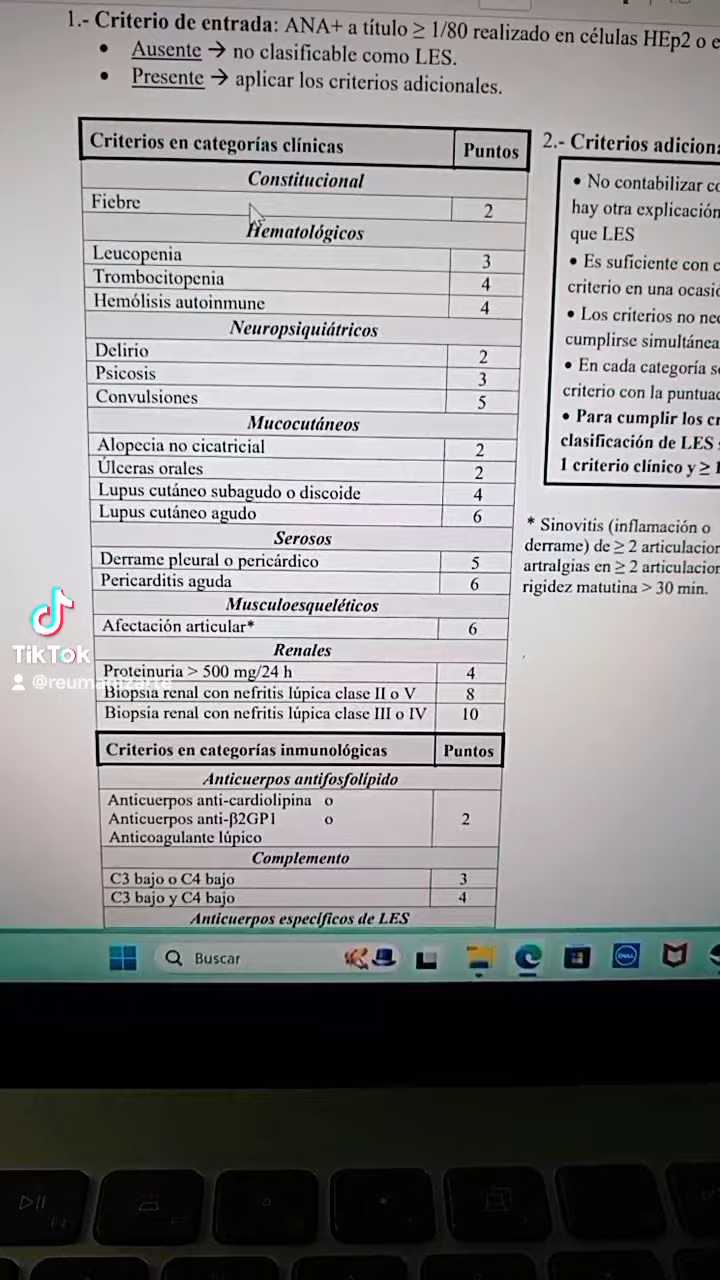 1.- Criterio de entrada: ANA+ a título ≥ 1/80 realizado en células HEp2 o e
• Ausente → no clasificable como LES.
• Presente → aplicar los criterios adicionales.
Criterios en categorías clínicas Puntos
Constitucional
Fiebre 2
Hematológicos
Leucopenia 3
Trombocitopenia 4
Hemólisis autoinmune 4
Neuropsiquiátricos
Delirio 2
Psicosis 3
Convulsiones 5
Mucocutáneos
Alopecia no cicatricial 2
Úlceras orales 2
Lupus cutáneo subagudo o discoide 4
Lupus cutáneo agudo 6
Serosos
Derrame pleural o pericárdico 5
Pericarditis aguda 6
Musculoesqueléticos
Afectación articular* 6
Renales
Proteinuria > 500 mg/24 h 4
Biopsia renal con nefritis lúpica clase II o V 8
Biopsia renal con nefritis lúpica clase III o IV 10
Criterios en categorías inmunológicas Puntos
Anticuerpos antifosfolípido
Anticuerpos anti-cardiolipina o
Anticuerpos anti-β2GP1 o 2
Anticoagulante lúpico
Complemento
C3 bajo o C4 bajo 3
C3 bajo y C4 bajo 4
Anticuerpos específicos de LES
2.- Criterios adiciona
• No contabilizar co
hay otra explicación
que LES
• Es suficiente con c
criterio en una ocasió
• Los criterios no nec
cumplirse simultánea
• En cada categoría se
criterio con la puntuac
• Para cumplir los cr
clasificación de LES
1 criterio clínico y ≥ 1
* Sinovitis (inflamación o
derrame) de ≥ 2 articulacion
artralgias en ≥ 2 articulacion
rigidez matutina > 30 min.
TikTok
Buscar
DELL
F4